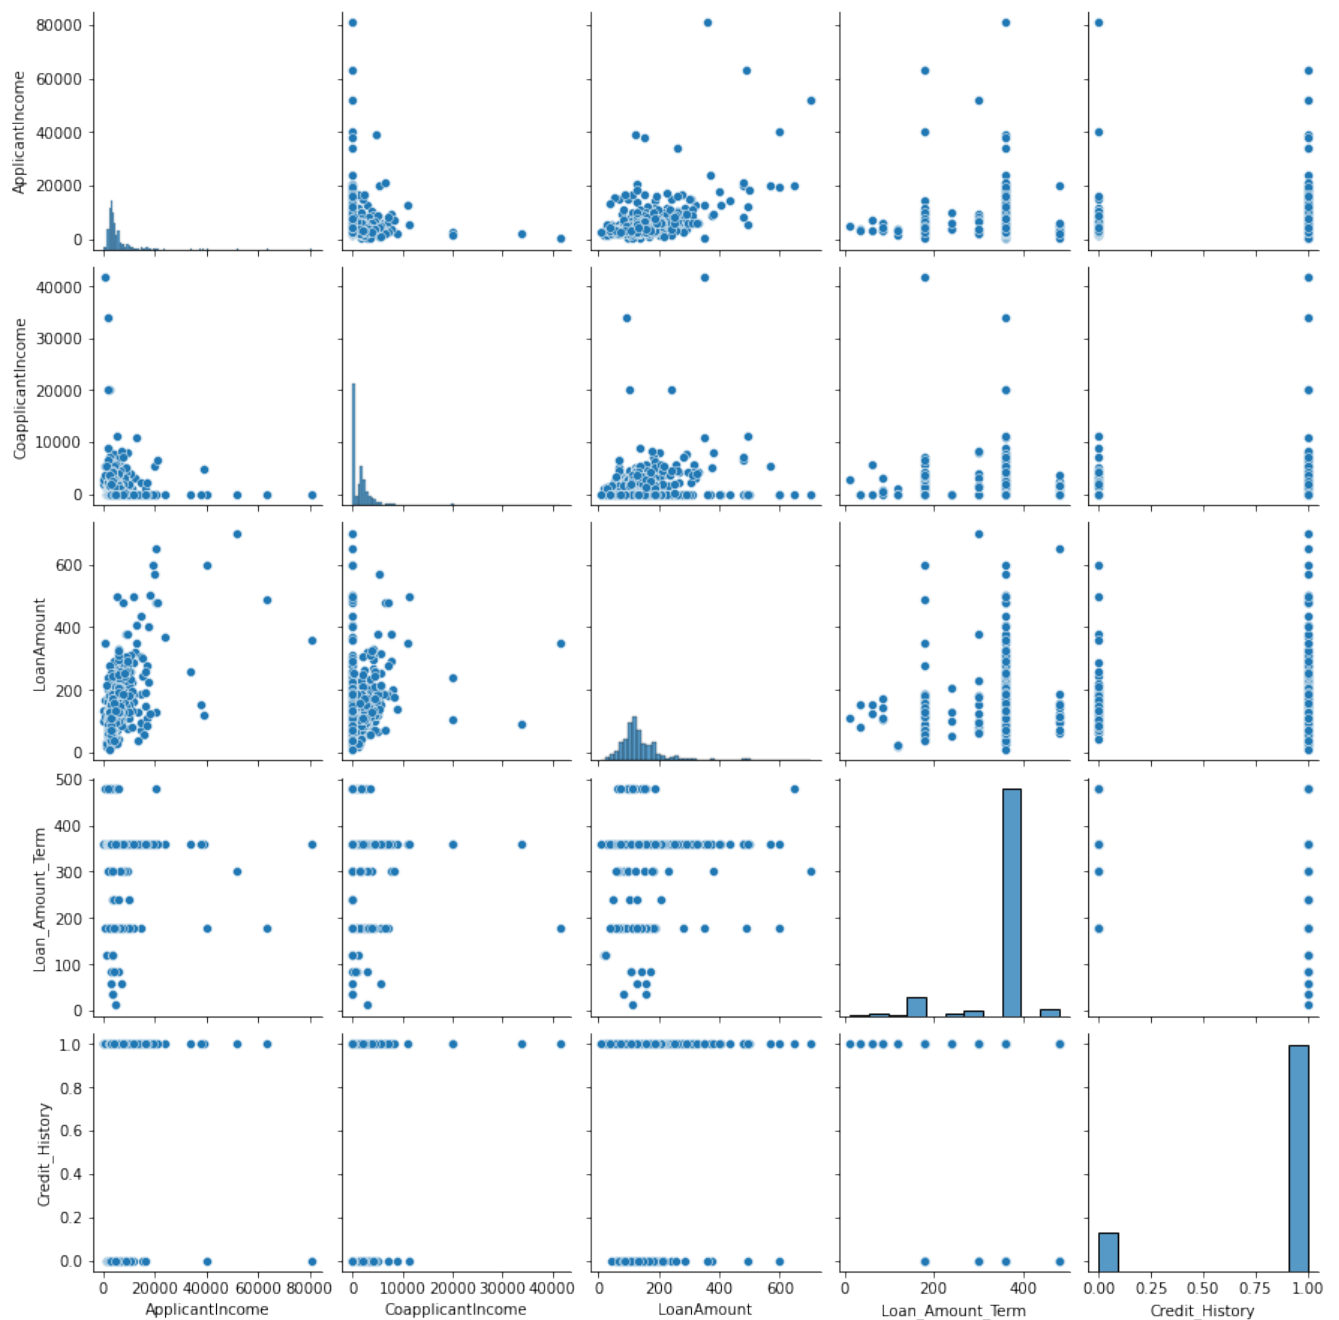 80000
60000
40000
20000
0
ApplicantIncome
40000
30000
20000
10000
0
CoapplicantIncome
600
400
200
0
LoanAmount
500
400
300
200
100
0
Loan_Amount_Term
1.0
0.8
0.6
0.4
0.2
0.0
Credit_History
0 20000 40000 60000 80000
ApplicantIncome
0 10000 20000 30000 40000
CoapplicantIncome
0 200 400 600
LoanAmount
0 200 400
Loan_Amount_Term
0.00 0.25 0.50 0.75 1.00
Credit_History